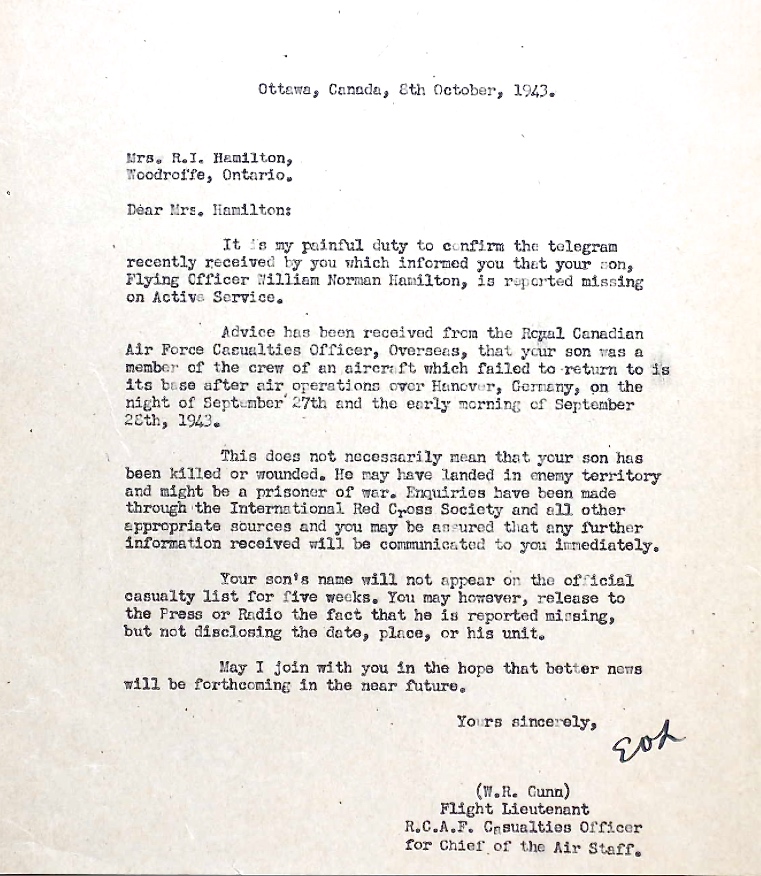 Ottawa, Canada, 8th October, 1943.
Mrs. R.I. Hamilton,
Woodroffe, Ontario.
Dear Mrs. Hamilton:
It is my painful duty to confirm the telegram
recently received by you which informed you that your son,
Flying Officer William Norman Hamilton, is reported missing
on Active Service.
Advice has been received from the Royal Canadian
Air Force Casualties Officer, Overseas, that your son was a
member of the crew of an aircraft which failed to return to is
its base after air operations over Hanover, Germany, on the
night of September 27th and the early morning of September
28th, 1943.
This does not necessarily mean that your son has
been killed or wounded. He may have landed in enemy territory
and might be a prisoner of war. Enquiries have been made
through the International Red Cross Society and all other
appropriate sources and you may be assured that any further
information received will be communicated to you immediately.
Your son's name will not appear on the official
casualty list for five weeks. You may however, release to
the Press or Radio the fact that he is reported missing,
but not disclosing the date, place, or his unit.
May I join with you in the hope that better news
will be forthcoming in the near future.
Yours sincerely,
(W.R. Gunn)
Flight Lieutenant
R.C.A.F. Casualties Officer
for Chief of the Air Staff.